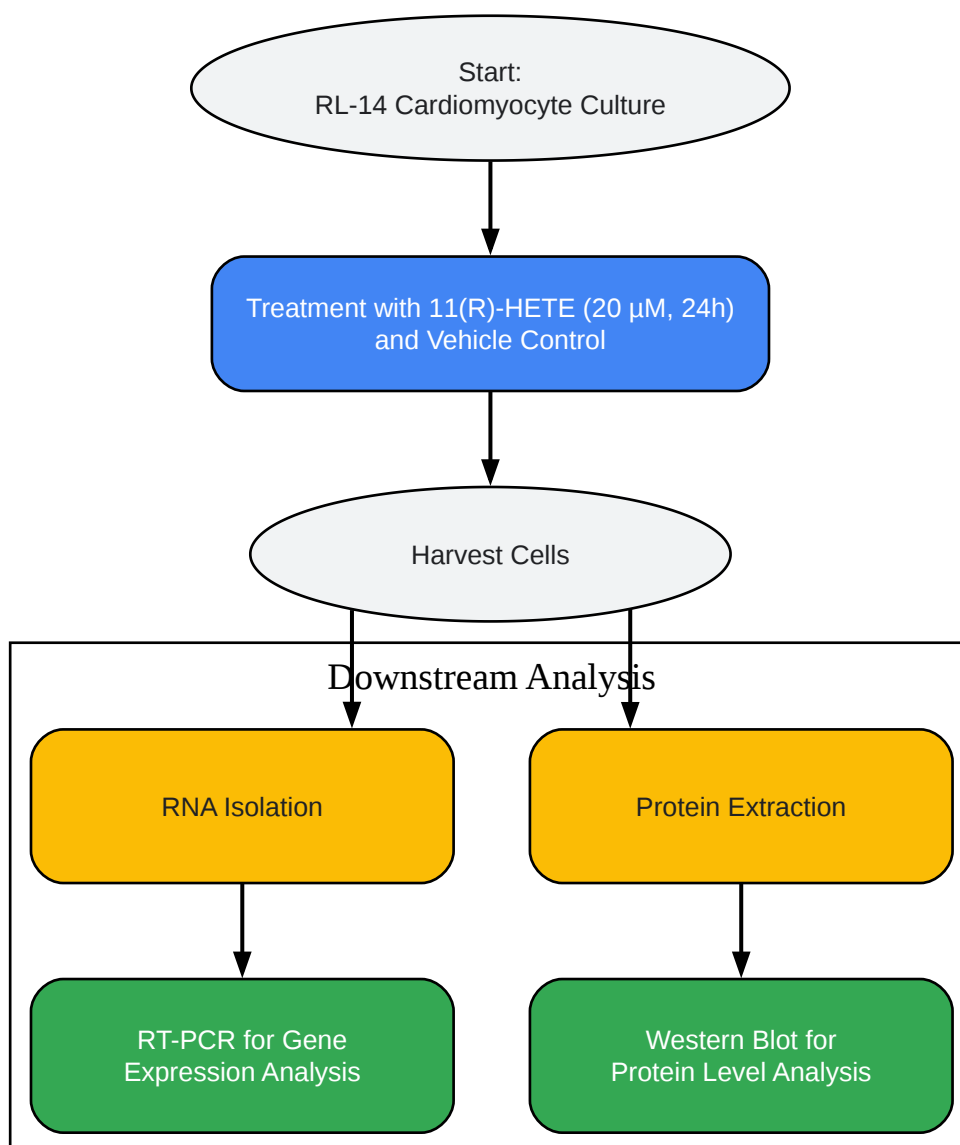 Start:
RL-14 Cardiomyocyte Culture
Treatment with 11(R)-HETE (20 µM, 24h)
and Vehicle Control
Harvest Cells
Downstream Analysis
RNA Isolation
Protein Extraction
RT-PCR for Gene
Expression Analysis
Western Blot for
Protein Level Analysis